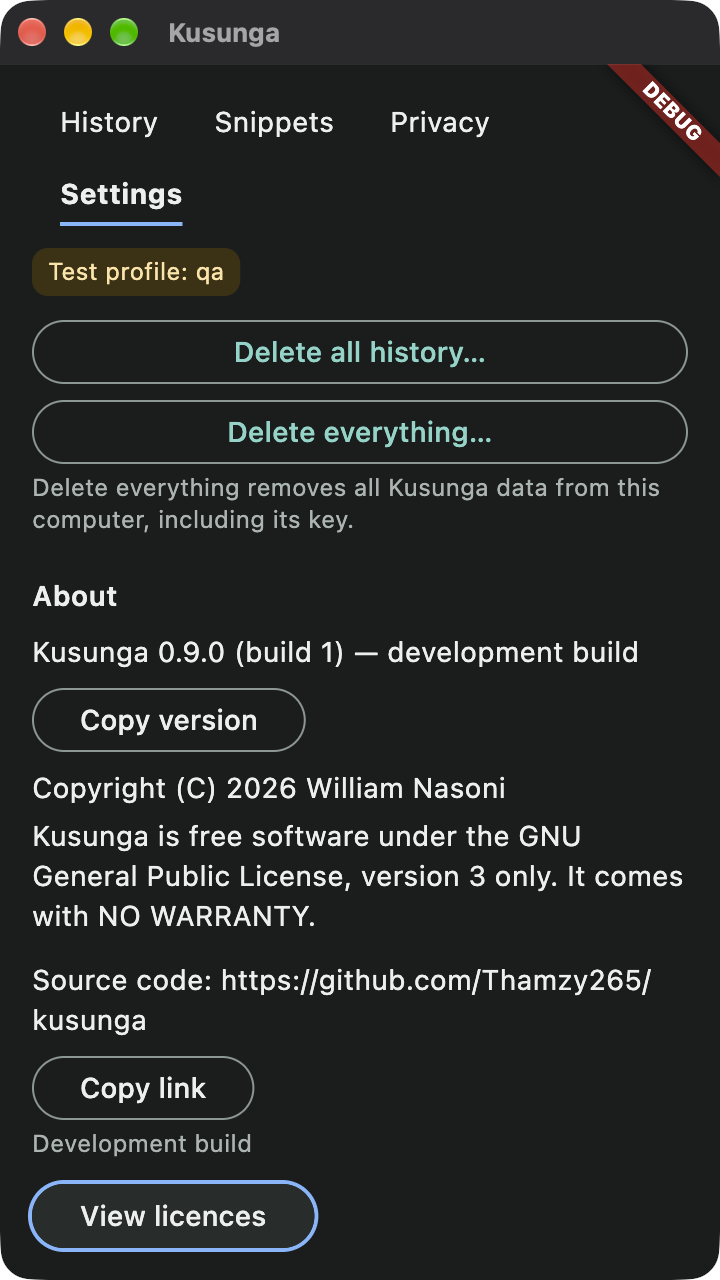 Kusunga
DEBUG
History Snippets Privacy
Settings
Test profile: qa
Delete all history...
Delete everything...
Delete everything removes all Kusunga data from this
computer, including its key.
About
Kusunga 0.9.0 (build 1) — development build
Copy version
Copyright (C) 2026 William Nasoni
Kusunga is free software under the GNU
General Public License, version 3 only. It comes
with NO WARRANTY.
Source code: https://github.com/Thamzy265/
kusunga
Copy link
Development build
View licences